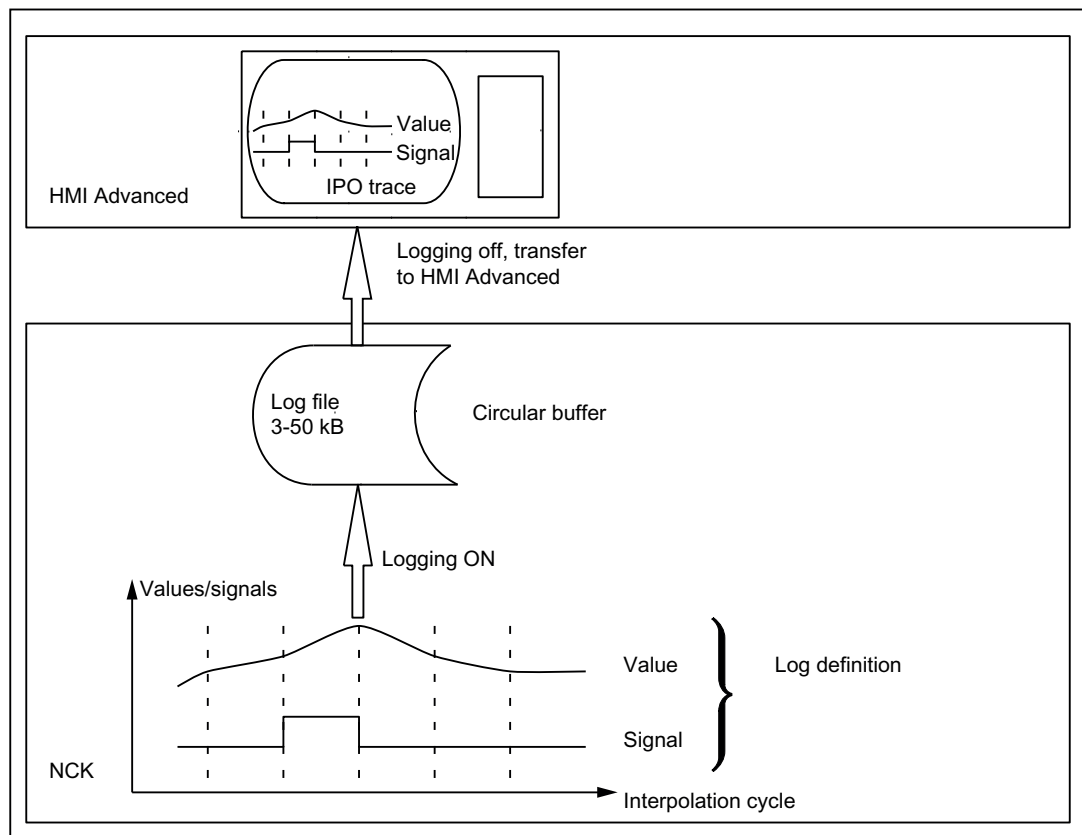 Value
Signal
IPO trace
HMI Advanced
Logging off, transfer
to HMI Advanced
Log file
3-50 kB
Circular buffer
Logging ON
Values/signals
Value
Log definition
Signal
NCK
Interpolation cycle